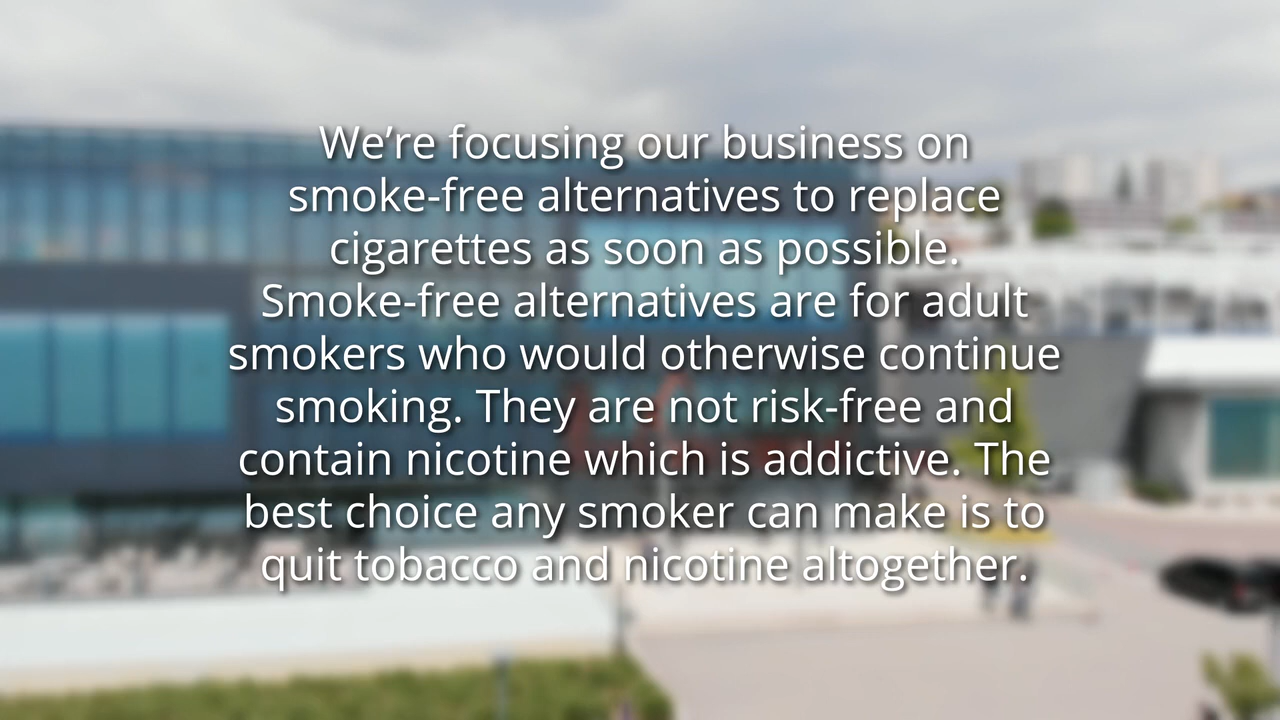 We’re focusing our business on
smoke-free alternatives to replace
cigarettes as soon as possible.
Smoke-free alternatives are for adult
smokers who would otherwise continue
smoking. They are not risk-free and
contain nicotine which is addictive. The
best choice any smoker can make is to
quit tobacco and nicotine altogether.